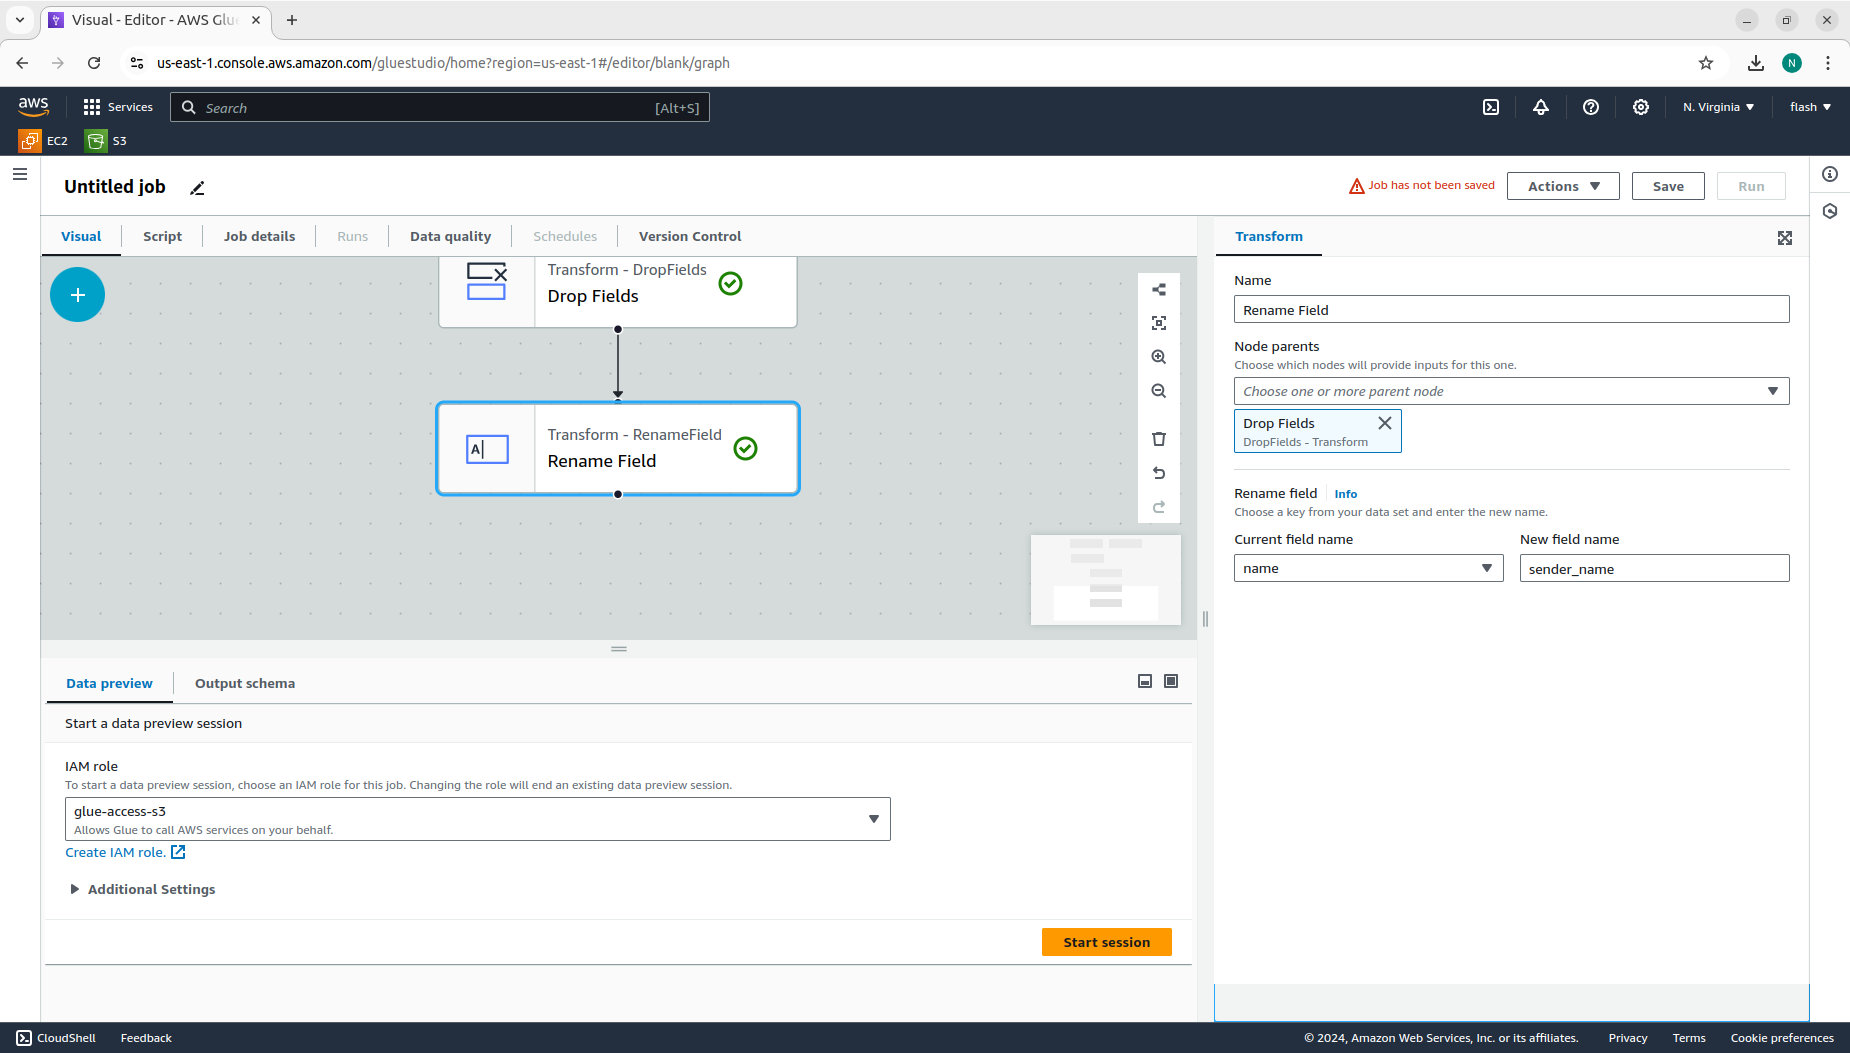 Visual - Editor - AWS Glu
us-east-1.console.aws.amazon.com/gluestudio/home?region=us-east-1#/editor/blank/graph
N
aws
Services
Search
[Alt+S]
N. Virginia
flash
EC2
S3
Untitled job
Job has not been saved
Actions
Save
Run
Visual
Script
Job details
Runs
Data quality
Schedules
Version Control
Transform - DropFields
Drop Fields
Transform - RenameField
Rename Field
A
Data preview
Output schema
Start a data preview session
IAM role
To start a data preview session, choose an IAM role for this job. Changing the role will end an existing data preview session.
glue-access-s3
Allows Glue to call AWS services on your behalf.
Create IAM role.
Additional Settings
Start session
Transform
Name
Rename Field
Node parents
Choose which nodes will provide inputs for this one.
Choose one or more parent node
Drop Fields
DropFields - Transform
Rename field
Info
Choose a key from your data set and enter the new name.
Current field name
New field name
name
sender_name
CloudShell
Feedback
© 2024, Amazon Web Services, Inc. or its affiliates.
Privacy
Terms
Cookie preferences